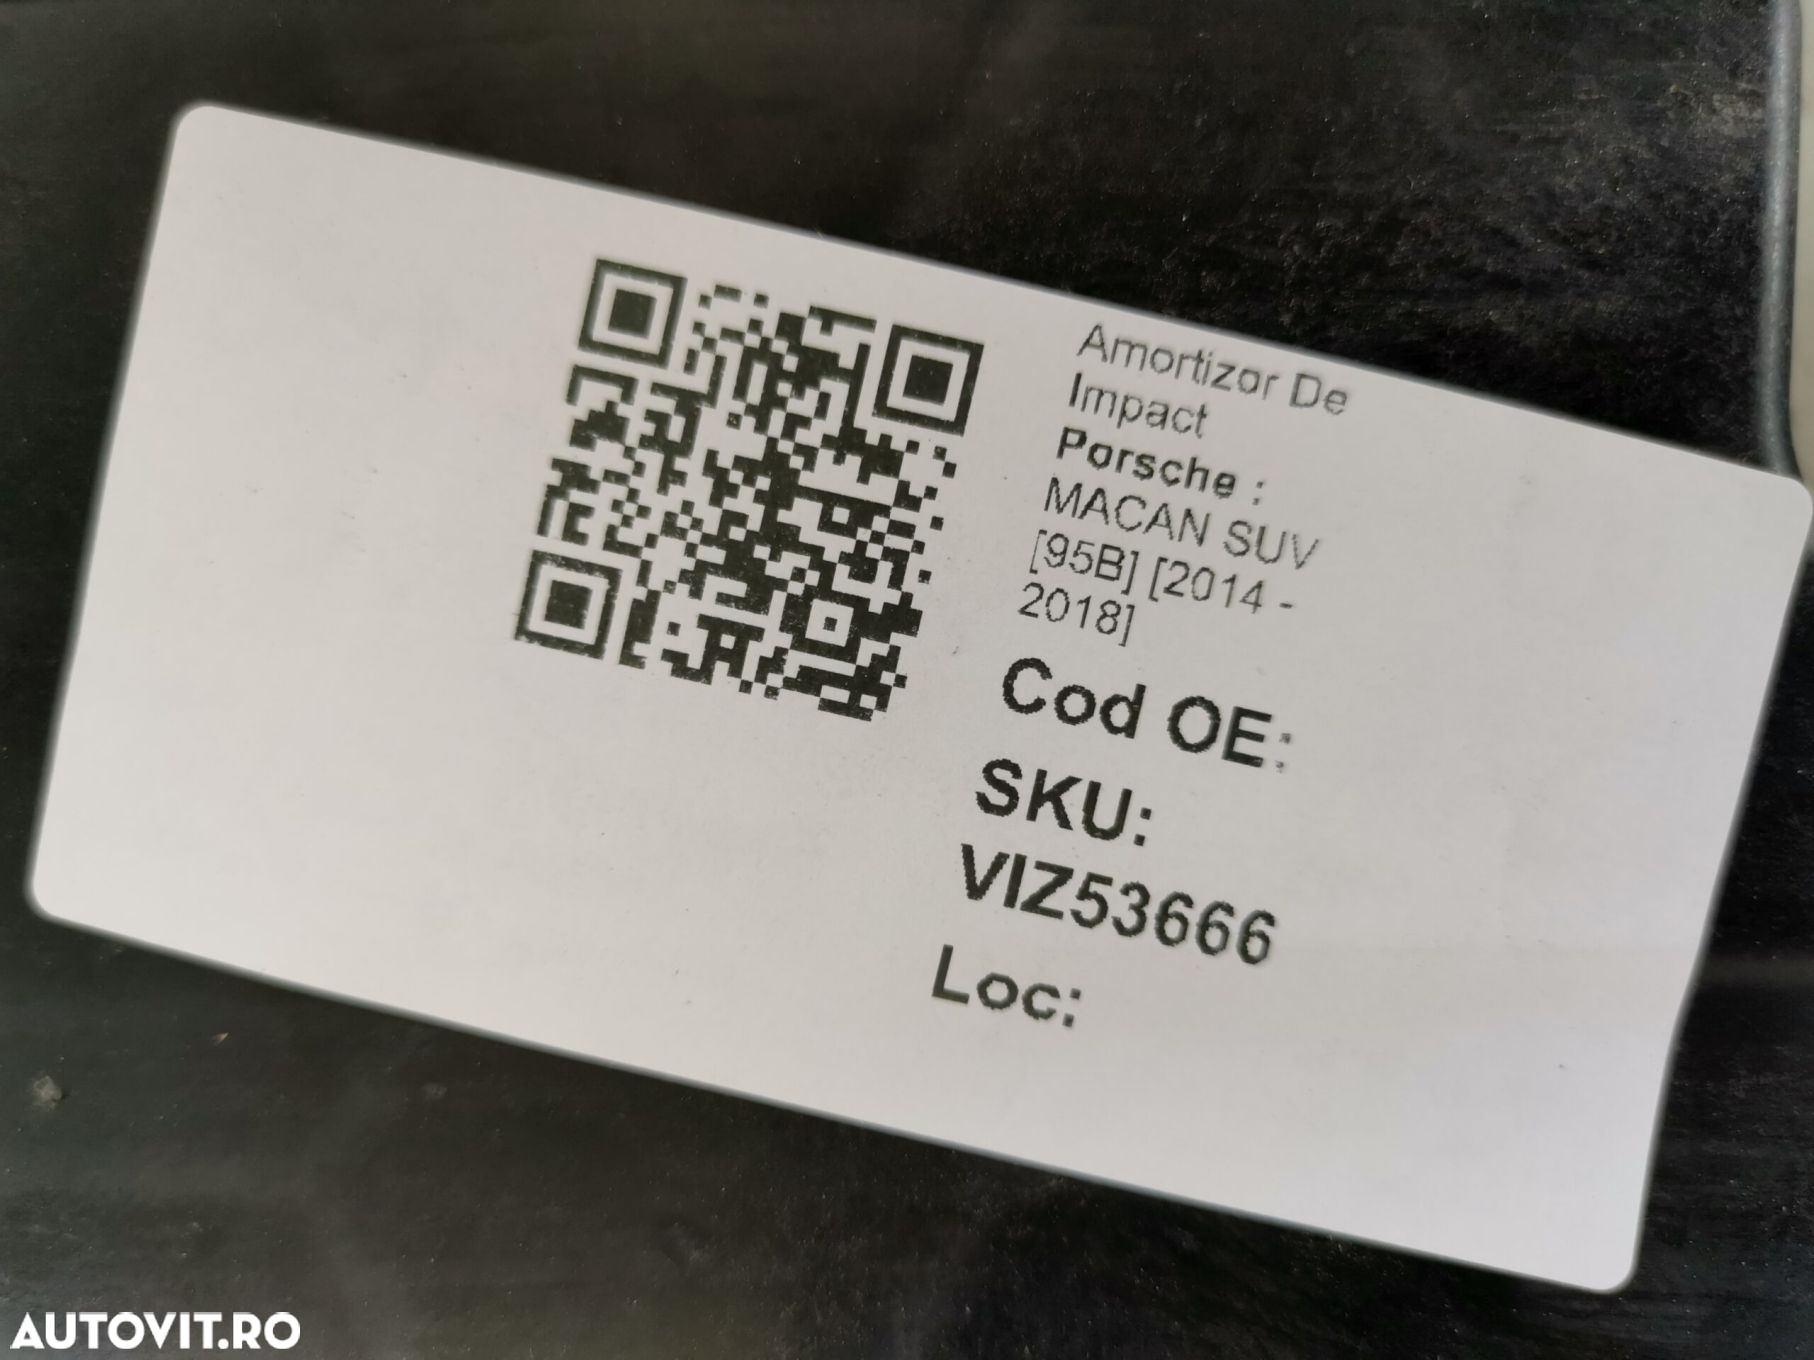 Amortizor De
Impact
Porsche :
MACAN SUV
[95B] [2014 -
2018]
Cod OE:
SKU:
VIZ53666
Loc:
AUTOVIT.RO